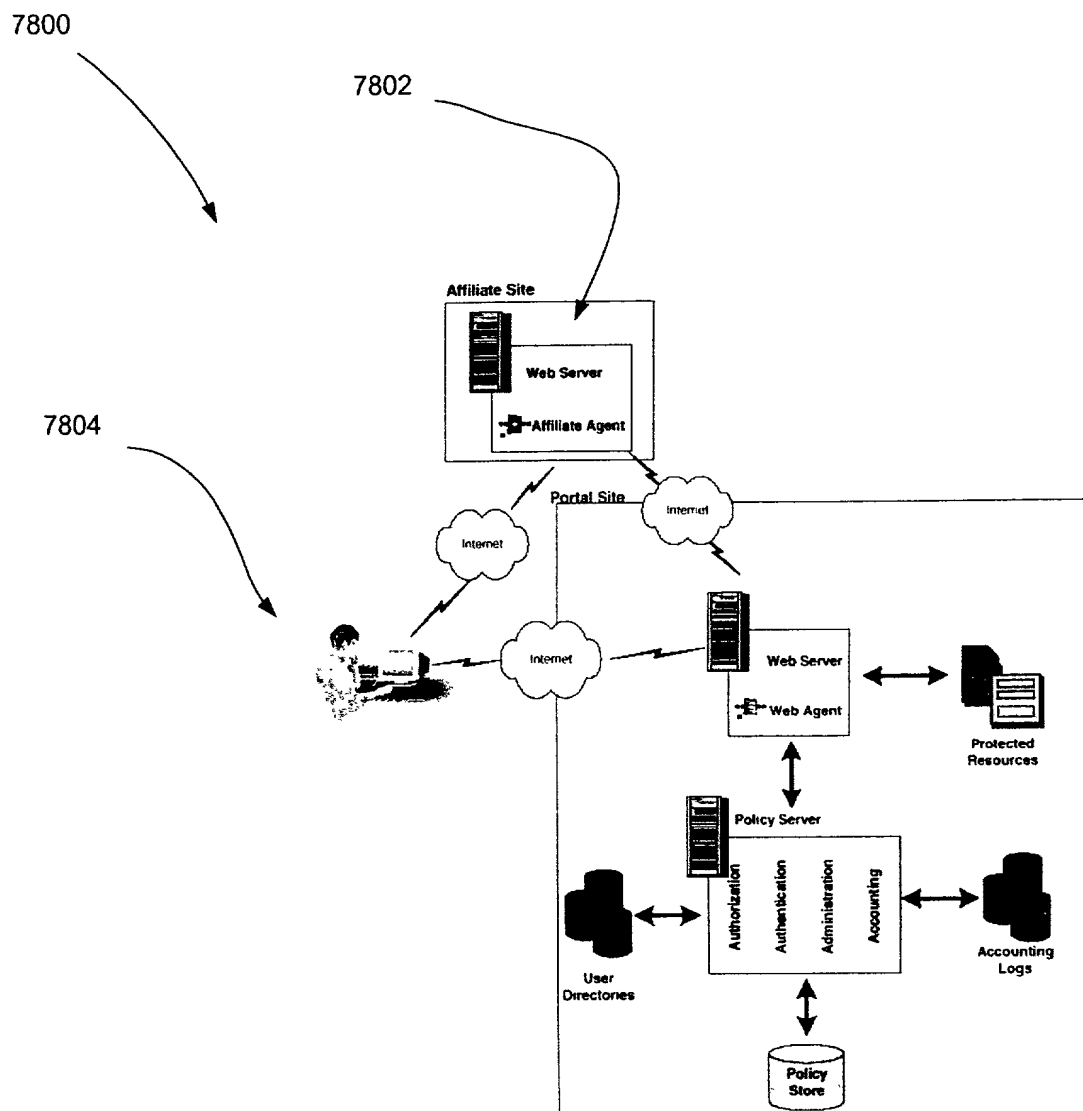 7800
7802
Affiliate Site
Web Server
Affiliate Agent
7804
Portal Site
Internet
Internet
Internet
Web Server
Web Agent
Protected
Resources
Policy Server
Authorization
Authentication
Administration
Accounting
User
Directories
Accounting
Logs
Policy
Store